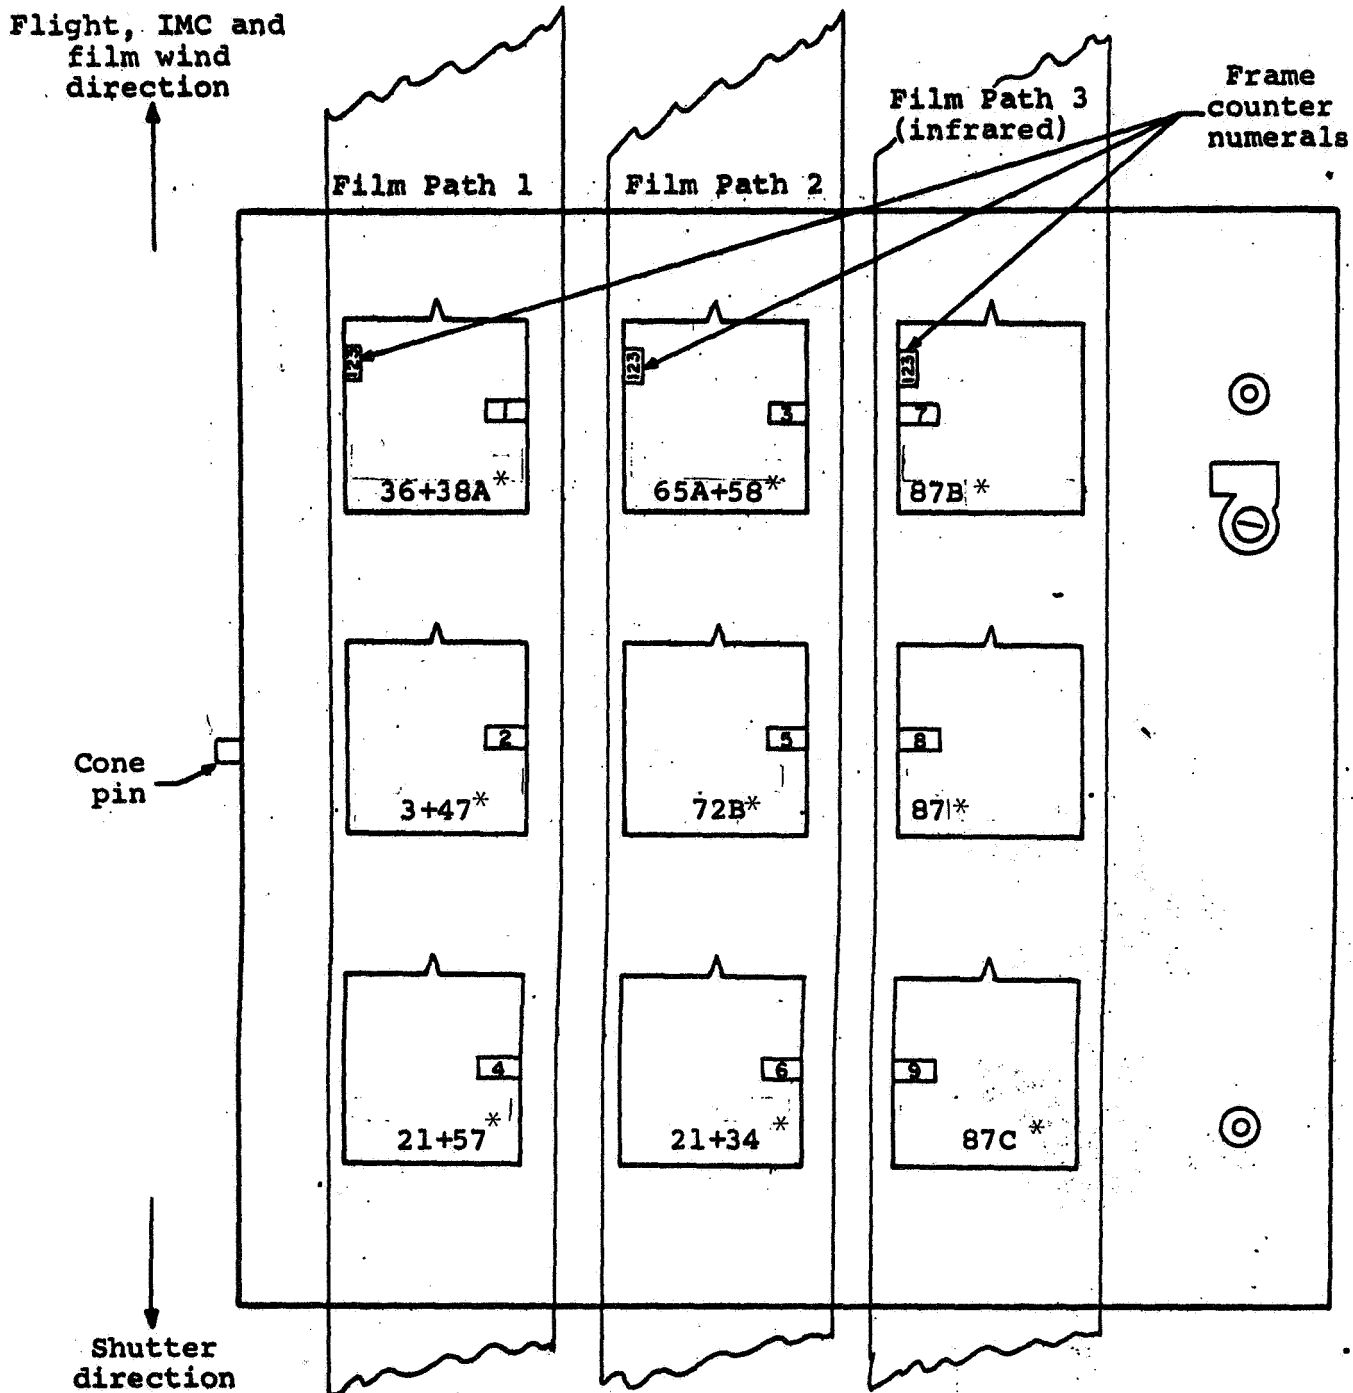 Flight, IMC and
film wind
direction
Film Path 1
Film Path 2
Film Path 3
(infrared)
Frame
counter
numerals
123
123
123
1
3
7
36+38A*
65A+58*
87B*
Cone
pin
2
5
8
3+47*
72B*
87*
4
6
9
21+57*
21+34*
87C*
Shutter
direction